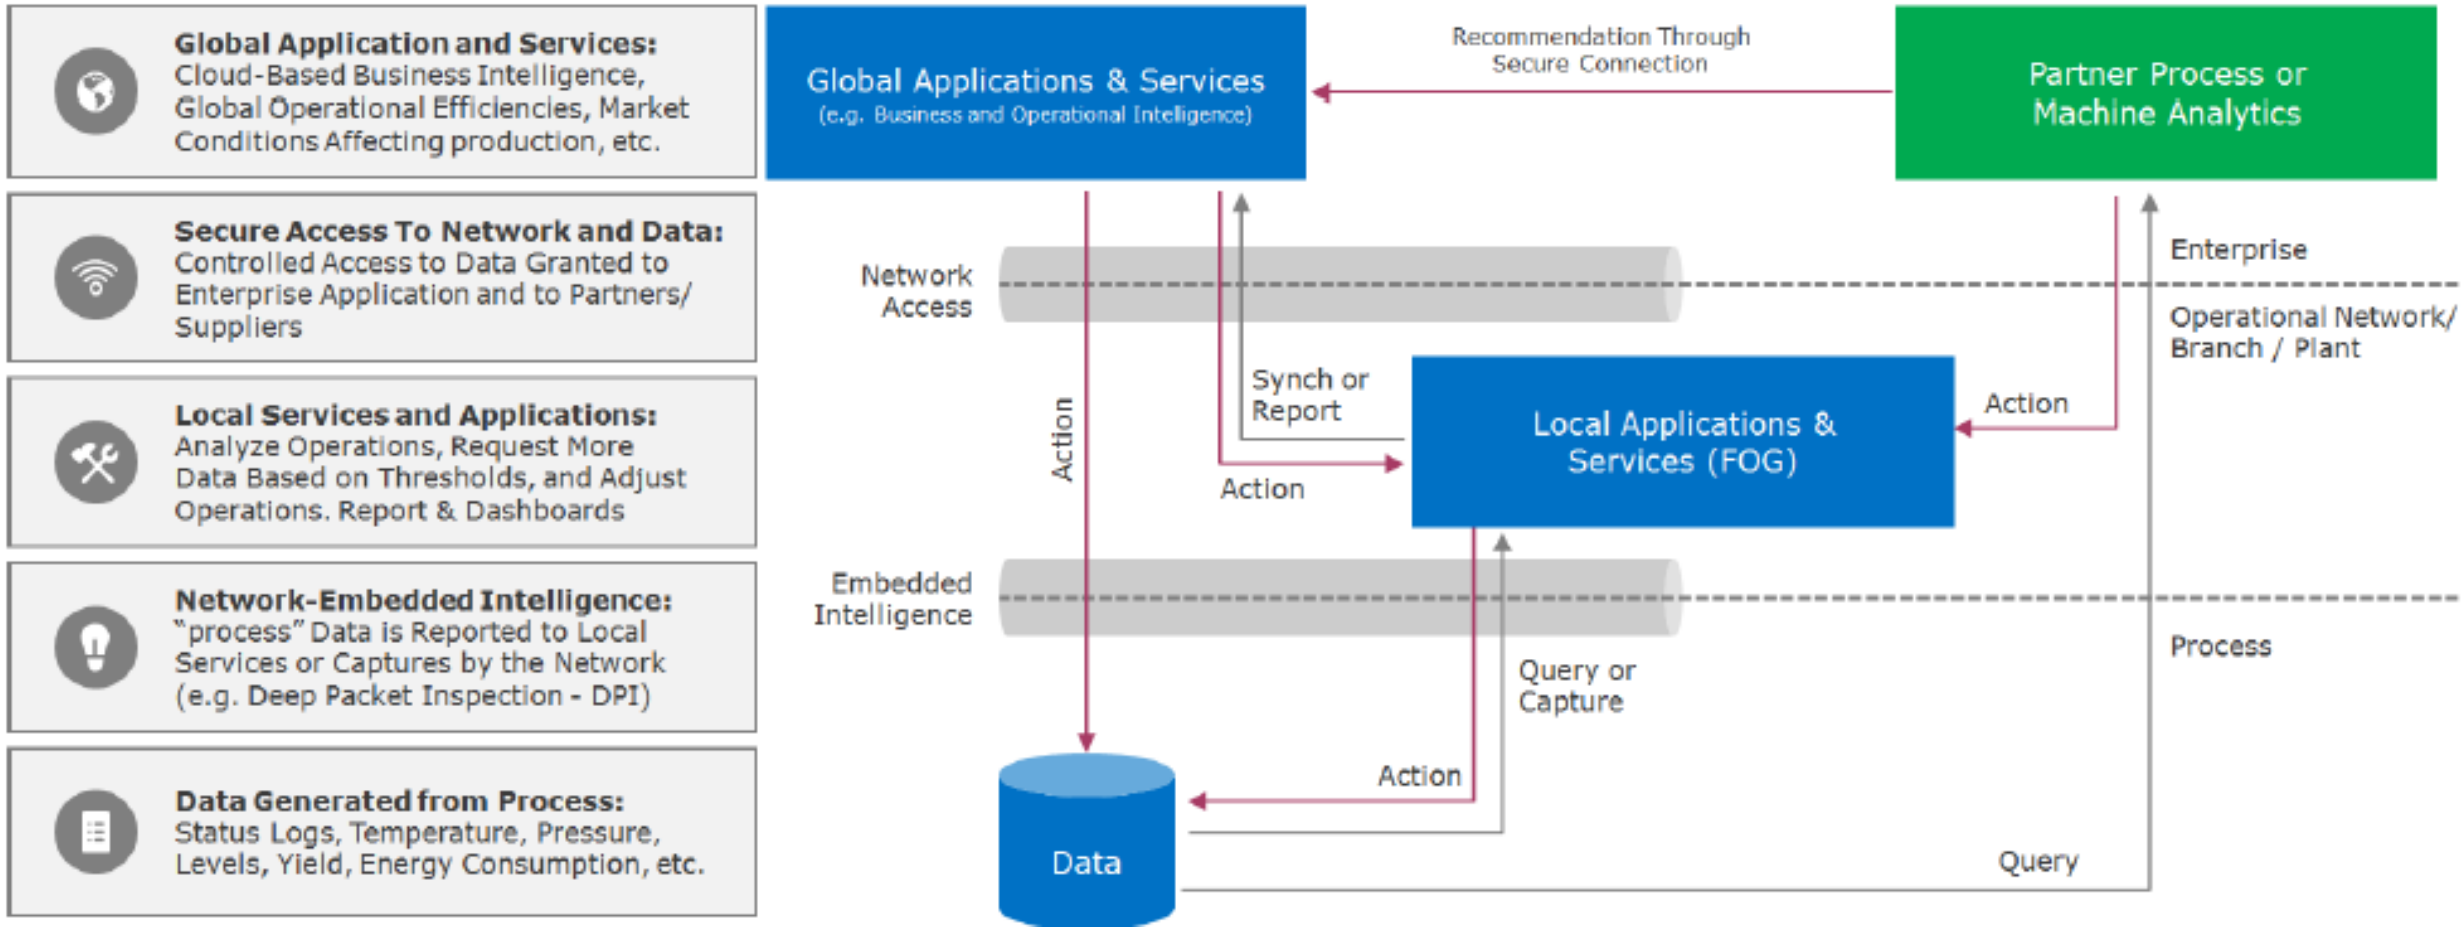 Global Application and Services:
Cloud-Based Business Intelligence,
Global Operational Efficiencies, Market
Conditions Affecting production, etc.
Secure Access To Network and Data:
Controlled Access to Data Granted to
Enterprise Application and to Partners/
Suppliers
Local Services and Applications:
Analyze Operations, Request More
Data Based on Thresholds, and Adjust
Operations. Report & Dashboards
Network-Embedded Intelligence:
“process” Data is Reported to Local
Services or Captures by the Network
(e.g. Deep Packet Inspection - DPI)
Data Generated from Process:
Status Logs, Temperature, Pressure,
Levels, Yield, Energy Consumption, etc.
Global Applications & Services
(e.g. Business and Operational Intelligence)
Recommendation Through
Secure Connection
Partner Process or
Machine Analytics
Network
Access
Enterprise
Operational Network/
Branch / Plant
Action
Synch or
Report
Action
Local Applications &
Services (FOG)
Action
Embedded
Intelligence
Query or
Capture
Process
Action
Data
Query